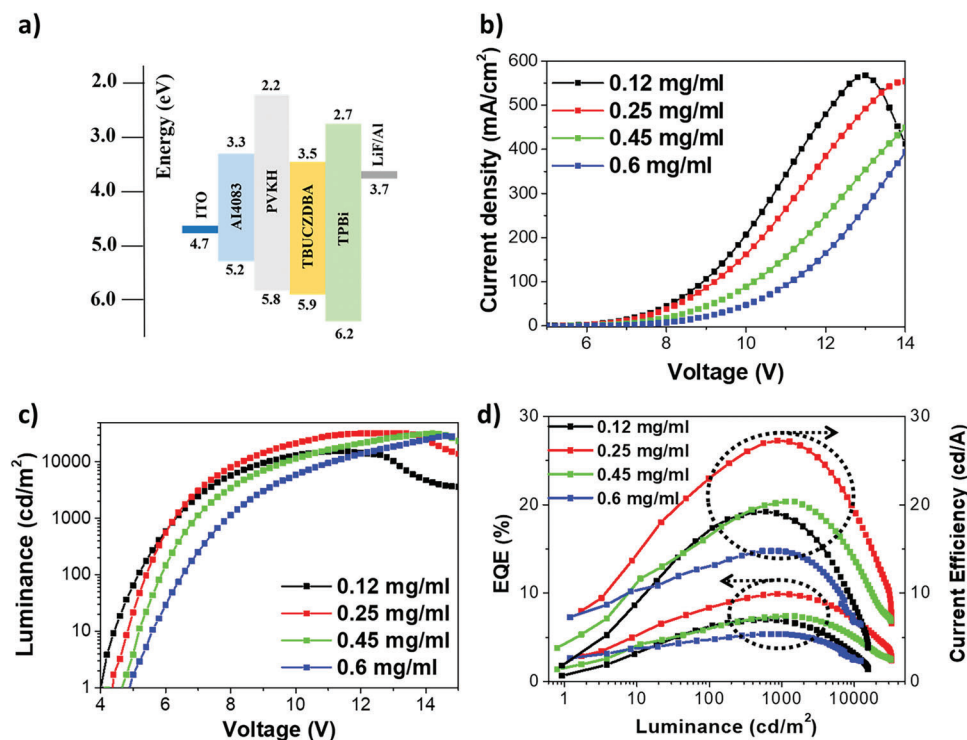 a)
Energy (eV)
2.0
3.0
4.0
5.0
6.0
ITO
4.7
3.3
AI4083
5.2
2.2
PVKH
5.8
3.5
TBUCZDBA
5.9
2.7
TPBi
6.2
LiF/Al
3.7
b)
Current density (mA/cm²)
600
500
400
300
200
100
0
0.12 mg/ml
0.25 mg/ml
0.45 mg/ml
0.6 mg/ml
6 8 10 12 14
Voltage (V)
c)
Luminance (cd/m²)
10000
1000
100
10
1
0.12 mg/ml
0.25 mg/ml
0.45 mg/ml
0.6 mg/ml
4 6 8 10 12 14
Voltage (V)
d)
EQE (%)
30
20
10
0
0.12 mg/ml
0.25 mg/ml
0.45 mg/ml
0.6 mg/ml
30
25
20
15
10
5
0
Current Efficiency (cd/A)
1 10 100 1000 10000
Luminance (cd/m²)